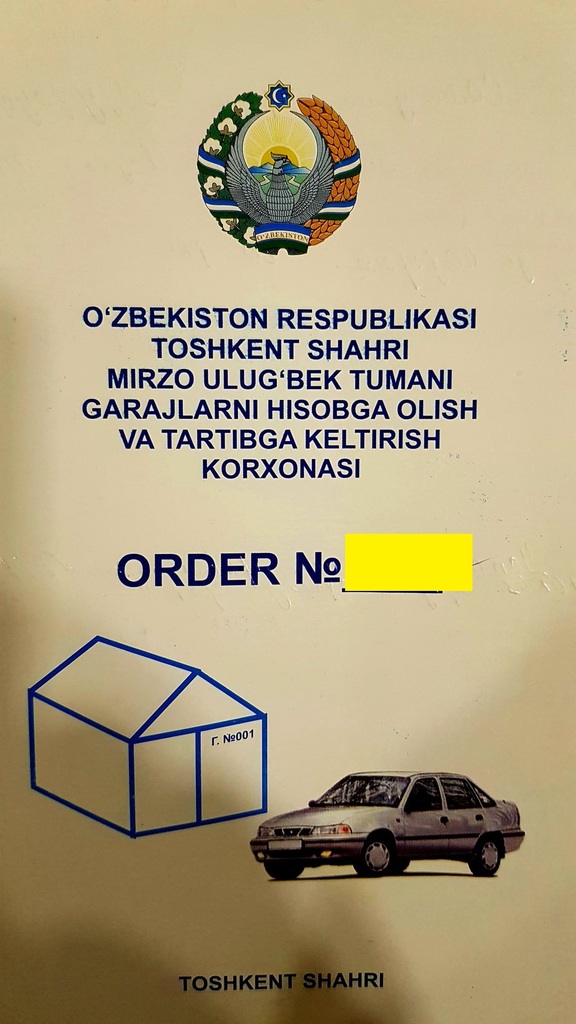 O‘ZBEKISTON
O‘ZBEKISTON RESPUBLIKASI
TOSHKENT SHAHRI
MIRZO ULUG‘BEK TUMANI
GARAJLARNI HISOBGA OLISH
VA TARTIBGA KELTIRISH
KORXONASI
ORDER №
Г. №001
TOSHKENT SHAHRI